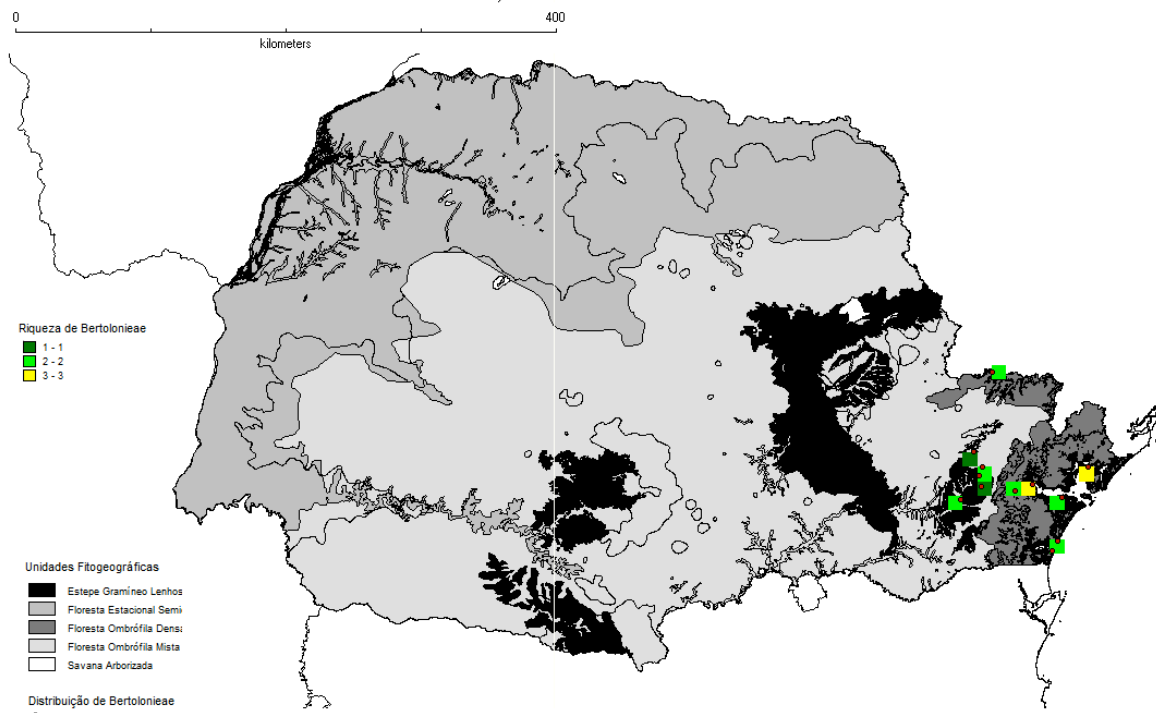 0 400
kilometers
Riqueza de Bertolonieae
1 - 1
2 - 2
3 - 3
Unidades Fitogeográficas
Estepe Gramíneo Lenhos
Floresta Estacional Semi
Floresta Ombrófila Densa
Floresta Ombrófila Mista
Savana Arborizada
Distribuição de Bertolonieae